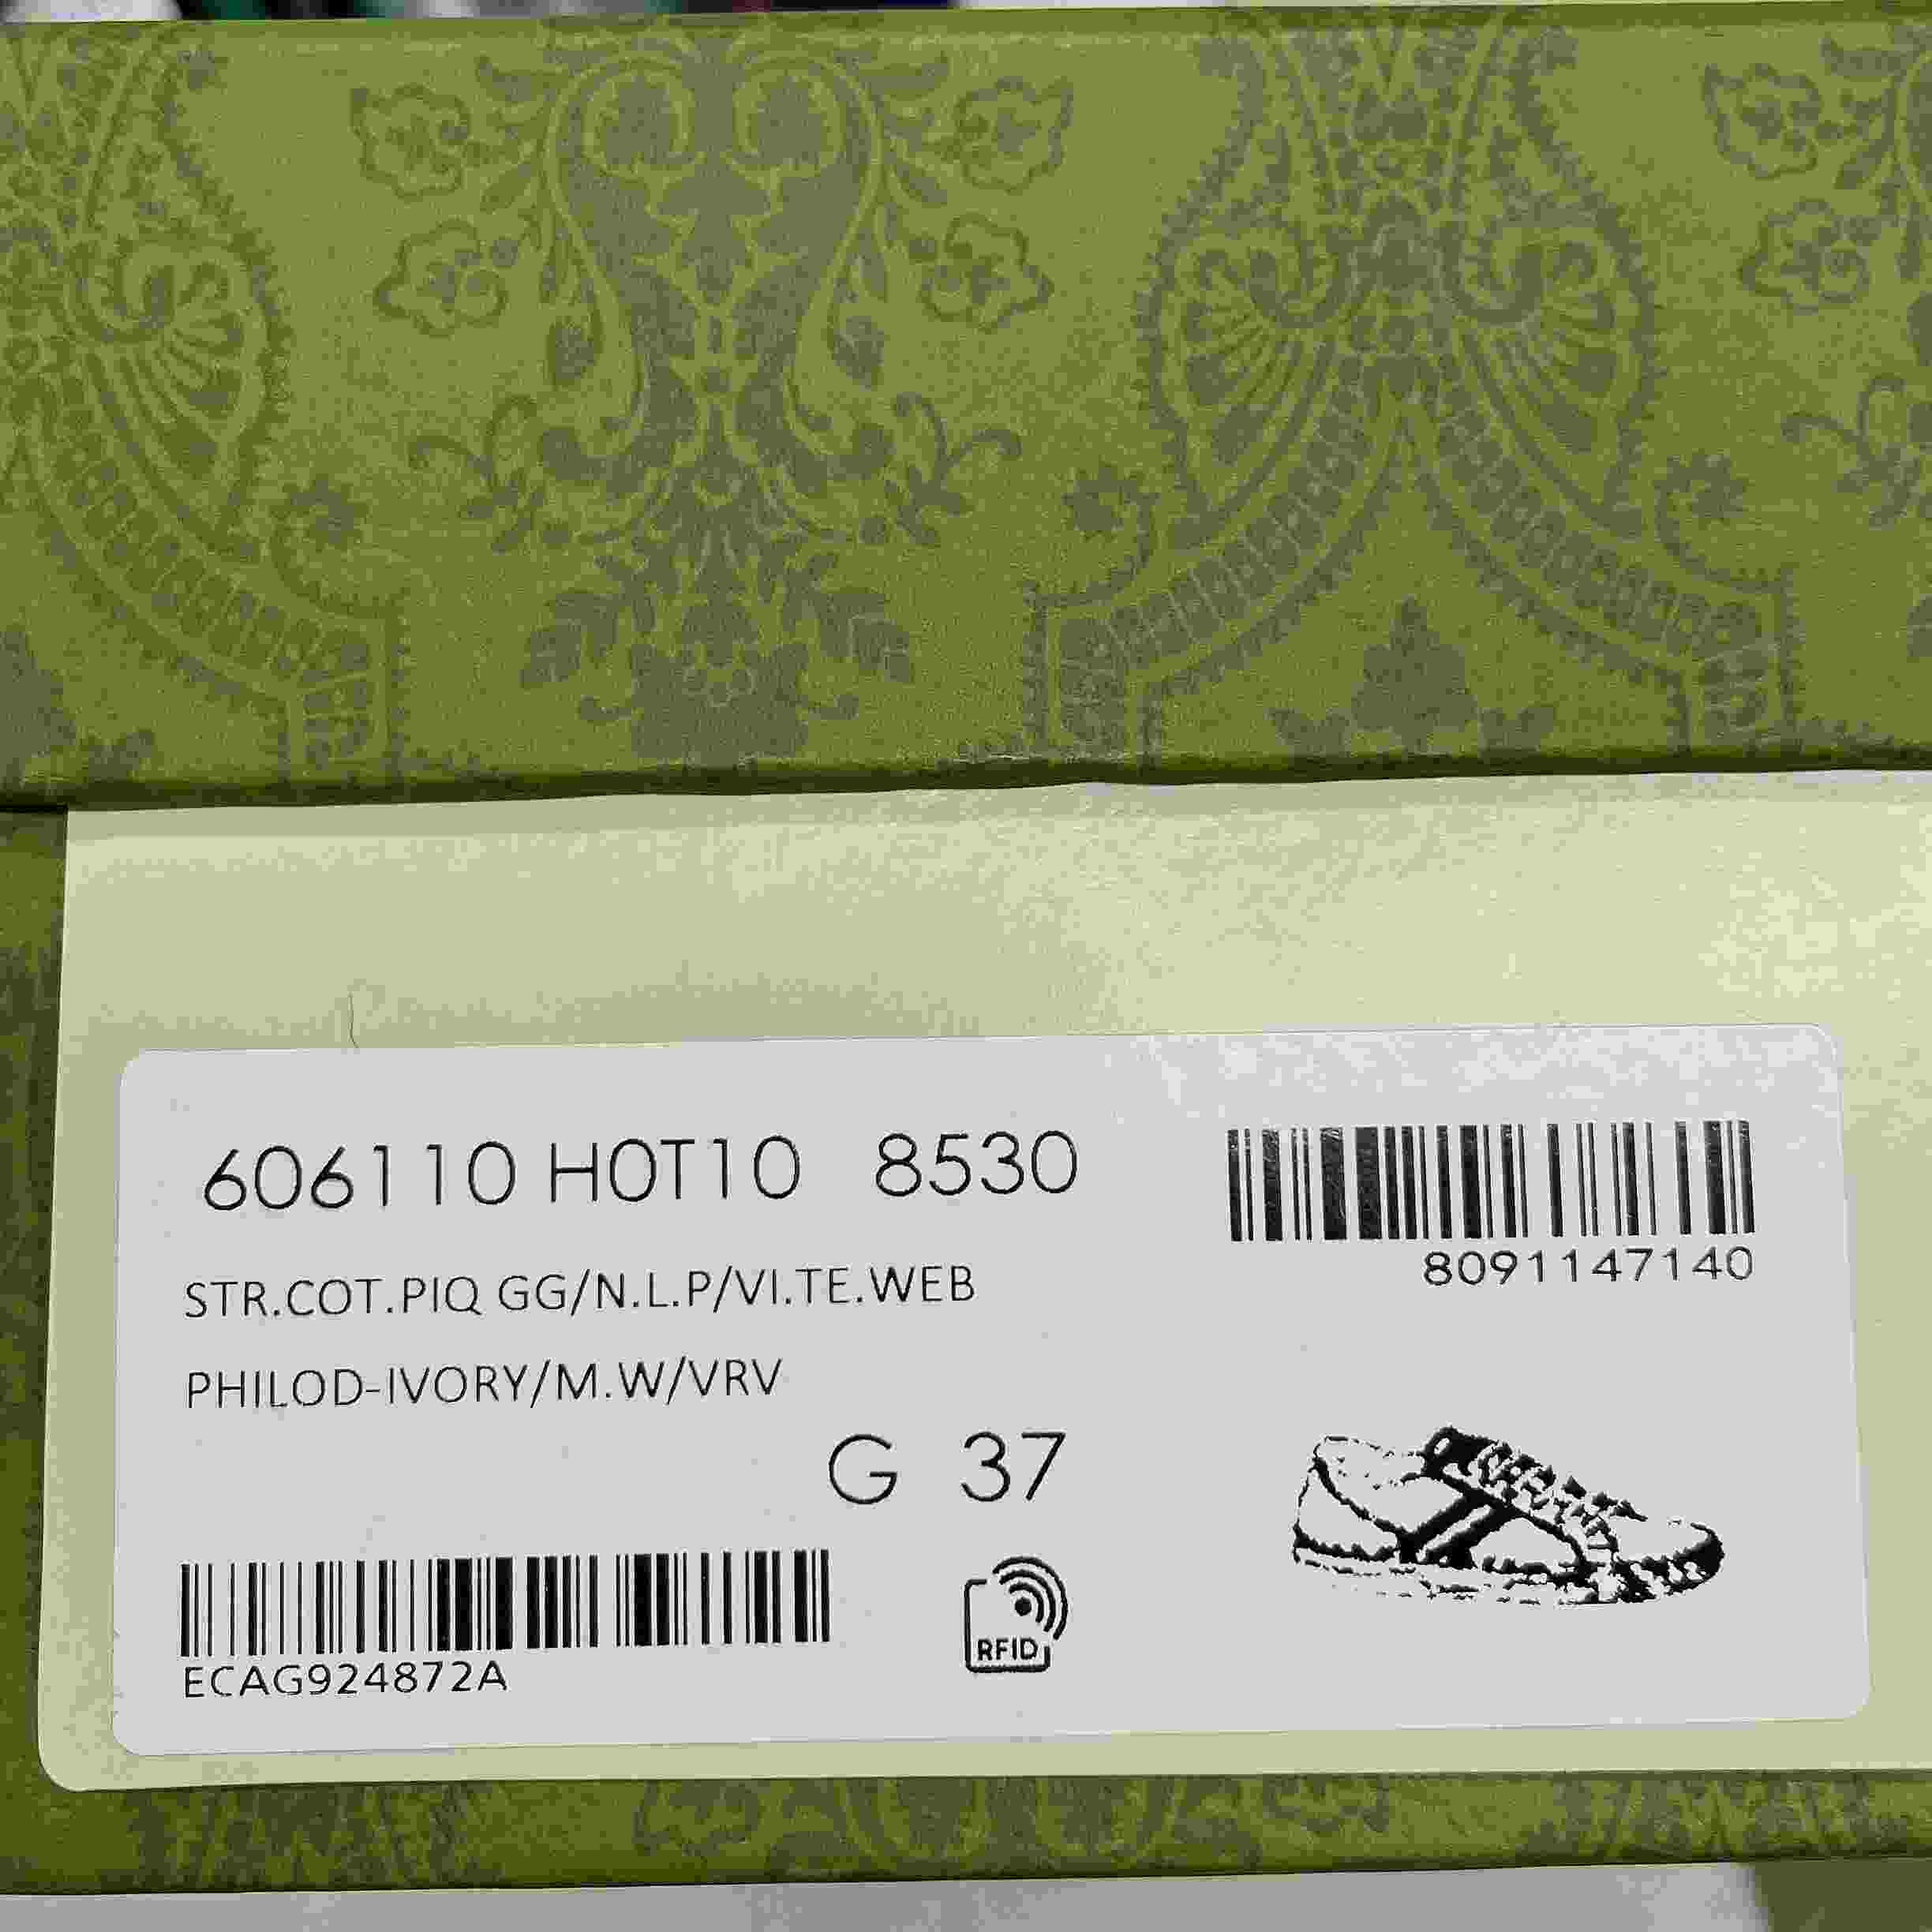 606110 H0T10 8530
8091147140
STR.COT.PIQ GG/N.L.P/VI.TE.WEB
PHILOD-IVORY/M.W/VRV
G 37
ECAG924872A
RFID